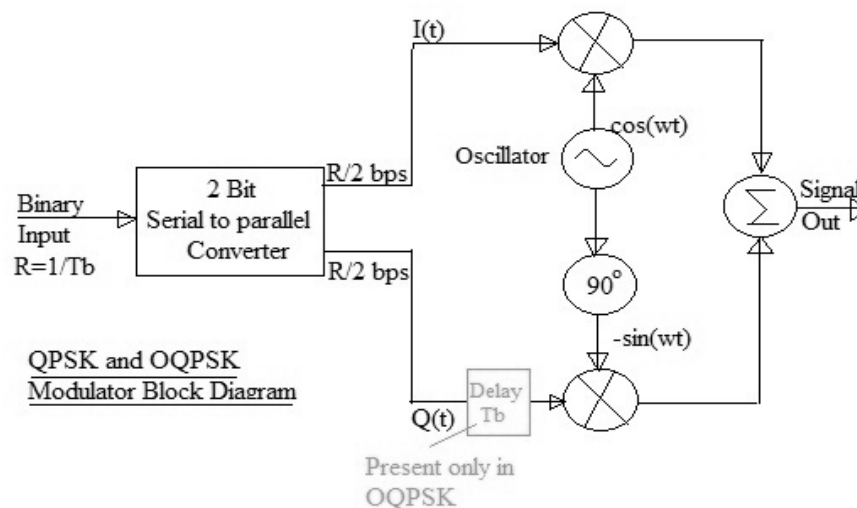 I(t)
cos(wt)
Oscillator
R/2 bps
2 Bit
Serial to parallel
Converter
Binary
Input
R=1/Tb
R/2 bps
Σ
Signal
Out
90°
-sin(wt)
QPSK and OQPSK
Modulator Block Diagram
Q(t)
Delay
Tb
Present only in
OQPSK